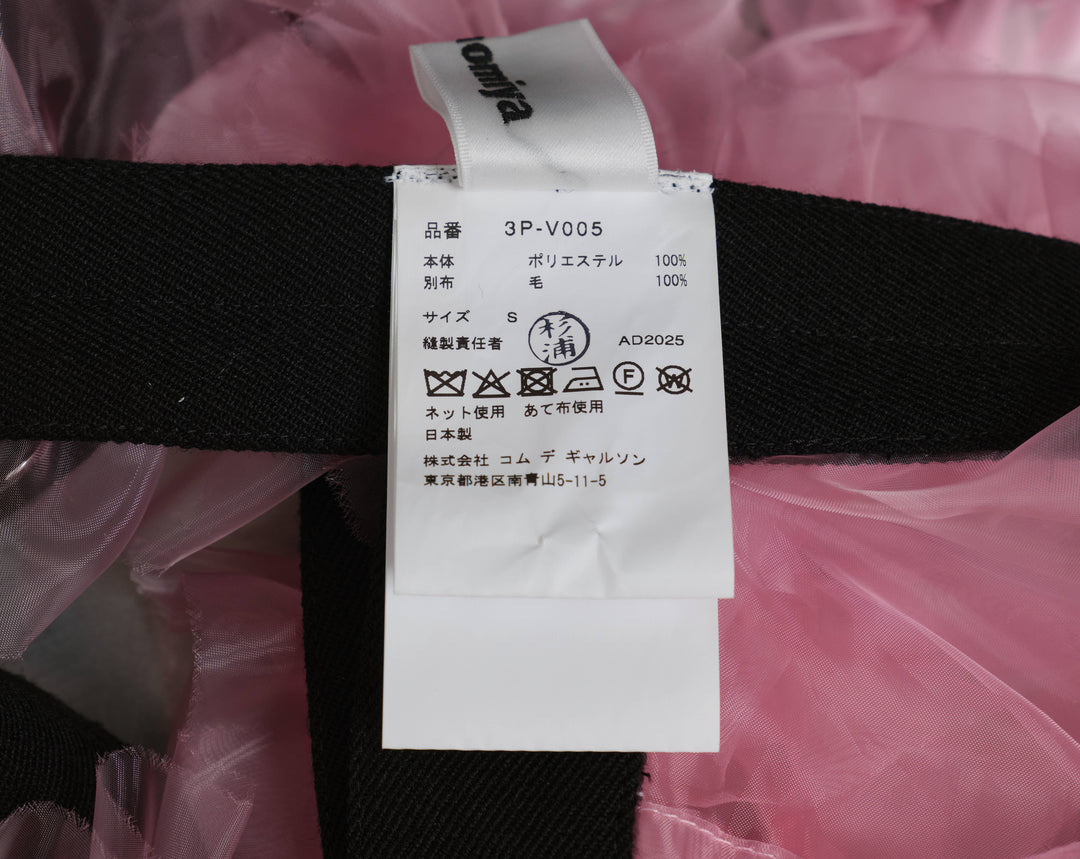 omiya
品番 3P-V005
本体 ポリエステル 100%
別布 毛 100%
サイズ S
縫製責任者 杉浦 AD2025
F W
ネット使用 あて布使用
日本製
株式会社 コム デ ギャルソン
東京都港区南青山5-11-5